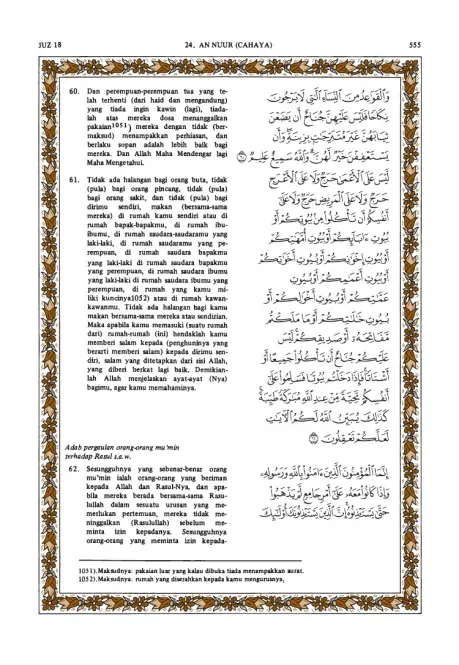 JUZ 18
24. AN NUUR (CAHAYA)
555
60. Dan perempuan-perempuan tua yang te-
lah terhenti (dari haid dan mengandung)
yang tiada ingin kawin (lagi), tiada-
lah atas mereka dosa menanggalkan
pakaian1051) mereka dengan tidak (ber-
maksud) menampakkan perhiasan, dan
berlaku sopan adalah lebih baik bagi
mereka. Dan Allah Maha Mendengar lagi
Maha Mengetahui.
61. Tidak ada halangan bagi orang buta, tidak
(pula) bagi orang pincang, tidak (pula)
bagi orang sakit, dan tidak (pula) bagi
dirimu sendiri, makan (bersama-sama
mereka) di rumah kamu sendiri atau di
rumah bapak-bapakmu, di rumah ibu-
ibumu, di rumah saudara-saudaramu yang
laki-laki, di rumah saudaramu yang pe-
rempuan, di rumah saudara bapakmu
yang laki-laki di rumah saudara bapakmu
yang perempuan, di rumah saudara ibumu
yang laki-laki di rumah saudara ibumu yang
perempuan, di rumah yang kamu mi-
liki kuncinya1052) atau di rumah kawan-
kawanmu. Tidak ada halangan bagi kamu
makan bersama-sama mereka atau sendirian.
Maka apabila kamu memasuki (suatu rumah
dari) rumah-rumah (ini) hendaklah kamu
memberi salam kepada (penghuninya yang
berarti memberi salam) kepada dirimu sen-
diri, salam yang ditetapkan dari sisi Allah,
yang diberi berkat lagi baik. Demikian-
lah Allah menjelaskan ayat-ayat (Nya)
bagimu, agar kamu memahaminya.
Adab pergaulan orang-orang mu'min
terhadap Rasul s.a.w.
62. Sesungguhnya yang sebenar-benar orang
mu'min ialah orang-orang yang beriman
kepada Allah dan Rasul-Nya, dan apa-
bila mereka berada bersama-sama Rasu-
lullah dalam sesuatu urusan yang me-
merlukan pertemuan, mereka tidak me-
ninggalkan (Rasulullah) sebelum me-
minta izin kepadanya. Sesungguhnya
orang-orang yang meminta izin kepada-
وَالْقَوَاعِدُ مِنَ النِّسَاءِ الَّتِي لَا يَرْجُونَ
نِكَاحًا فَلَيْسَ عَلَيْهِنَّ جُنَاحٌ أَنْ يَضَعْنَ
ثِيَابَهُنَّ غَيْرَ مُتَبَرِّجَاتٍ بِزِينَةٍ وَأَنْ
يَسْتَعْفِفْنَ خَيْرٌ لَهُنَّ وَاللَّهُ سَمِيعٌ عَلِيمٌ
لَيْسَ عَلَى الْأَعْمَى حَرَجٌ وَلَا عَلَى الْأَعْرَجِ
حَرَجٌ وَلَا عَلَى الْمَرِيضِ حَرَجٌ وَلَا عَلَى
أَنْفُسِكُمْ أَنْ تَأْكُلُوا مِنْ بُيُوتِكُمْ أَوْ
بُيُوتِ ءَابَائِكُمْ أَوْ بُيُوتِ أُمَّهَاتِكُمْ
أَوْ بُيُوتِ إِخْوَانِكُمْ أَوْ بُيُوتِ أَخَوَاتِكُمْ
أَوْ بُيُوتِ أَعْمَامِكُمْ أَوْ بُيُوتِ
عَمَّاتِكُمْ أَوْ بُيُوتِ أَخْوَالِكُمْ أَوْ
بُيُوتِ خَالَاتِكُمْ أَوْ مَا مَلَكْتُمْ
مَفَاتِحَهُ أَوْ صَدِيقِكُمْ لَيْسَ
عَلَيْكُمْ جُنَاحٌ أَنْ تَأْكُلُوا جَمِيعًا أَوْ
أَشْتَاتًا فَإِذَا دَخَلْتُمْ بُيُوتًا فَسَلِّمُوا عَلَى
أَنْفُسِكُمْ تَحِيَّةً مِنْ عِنْدِ اللَّهِ مُبَارَكَةً طَيِّبَةً
كَذَلِكَ يُبَيِّنُ اللَّهُ لَكُمُ الْآيَاتِ
لَعَلَّكُمْ تَعْقِلُونَ
إِنَّمَا الْمُؤْمِنُونَ الَّذِينَ ءَامَنُوا بِاللَّهِ وَرَسُولِهِ
وَإِذَا كَانُوا مَعَهُ عَلَى أَمْرٍ جَامِعٍ لَمْ يَذْهَبُوا
حَتَّى يَسْتَأْذِنُوهُ إِنَّ الَّذِينَ يَسْتَأْذِنُونَكَ أُولَئِكَ
1051). Maksudnya: pakaian luar yang kalau dibuka tiada menampakkan aurat.
1052). Maksudnya: rumah yang diserahkan kepada kamu mengurusnya,